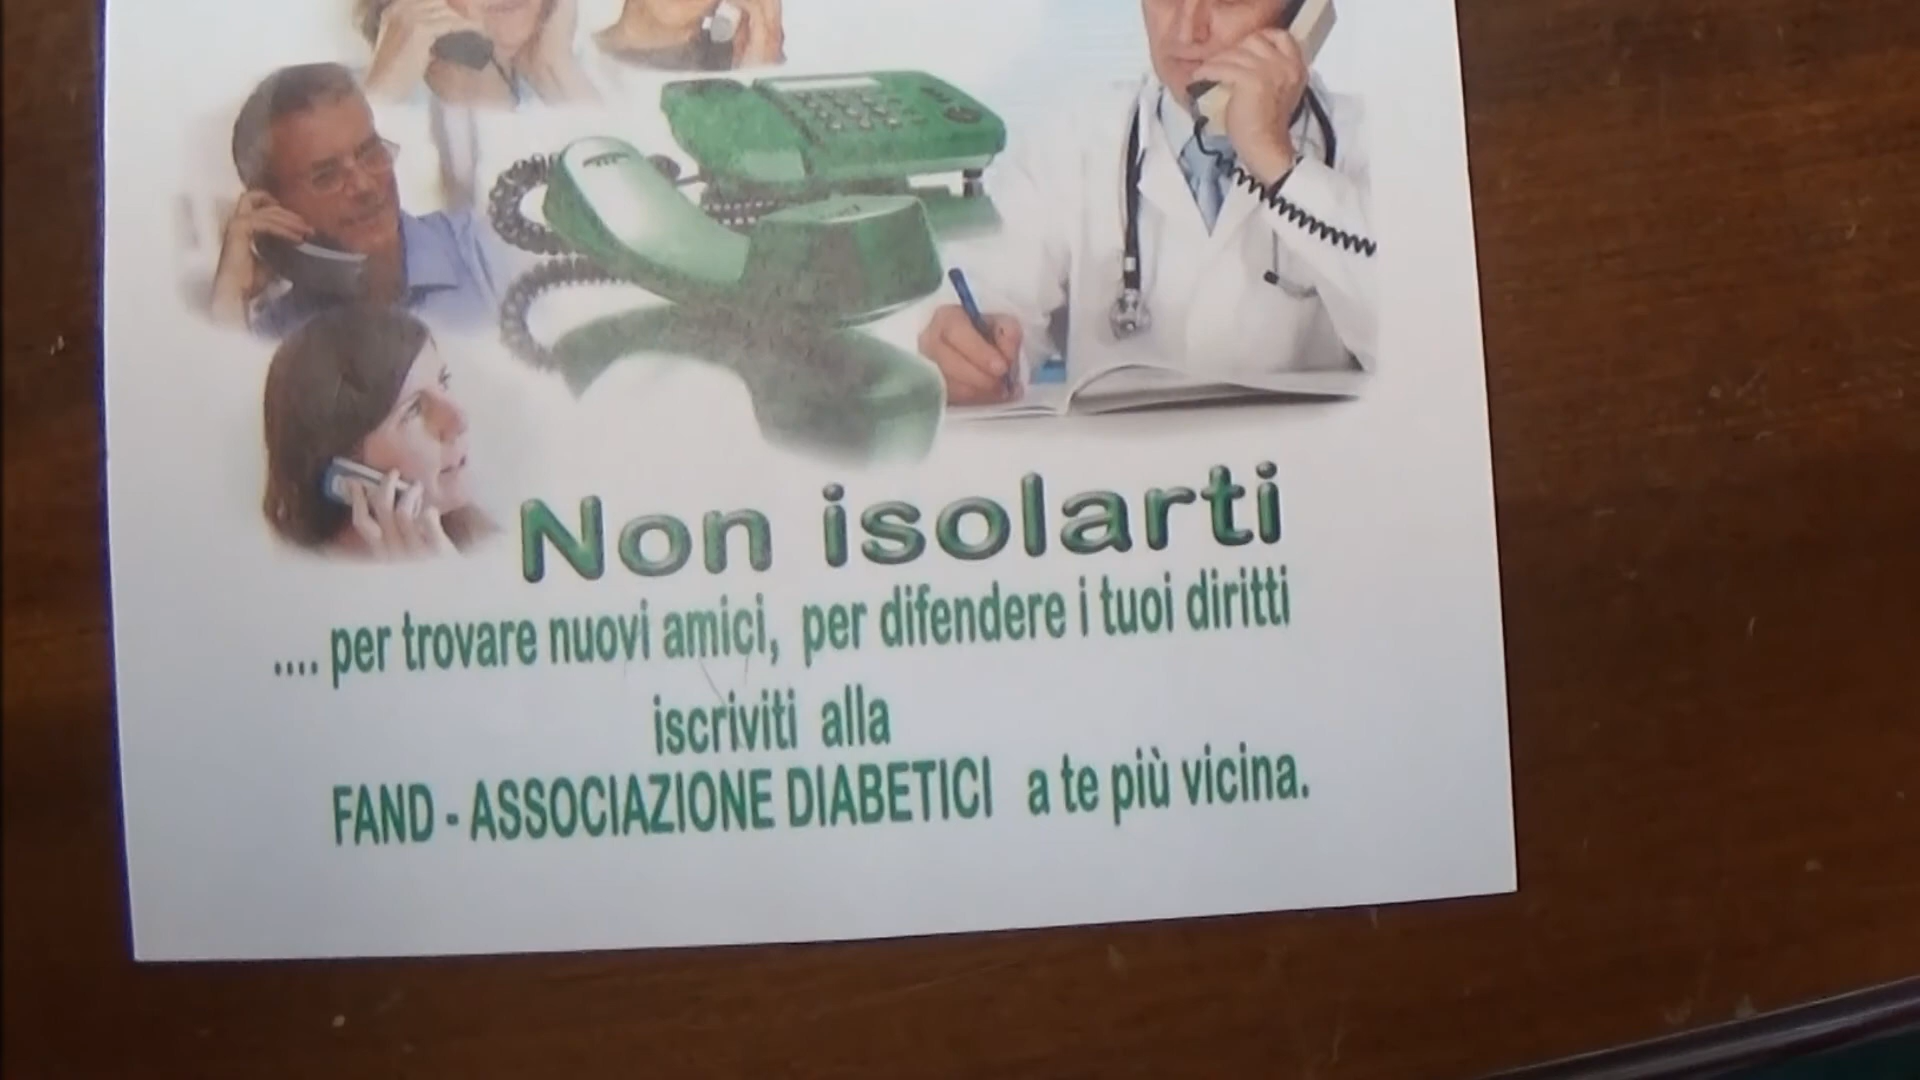 Non isolarti
.... per trovare nuovi amici, per difendere i tuoi diritti
iscriviti alla
FAND - ASSOCIAZIONE DIABETICI a te più vicina.